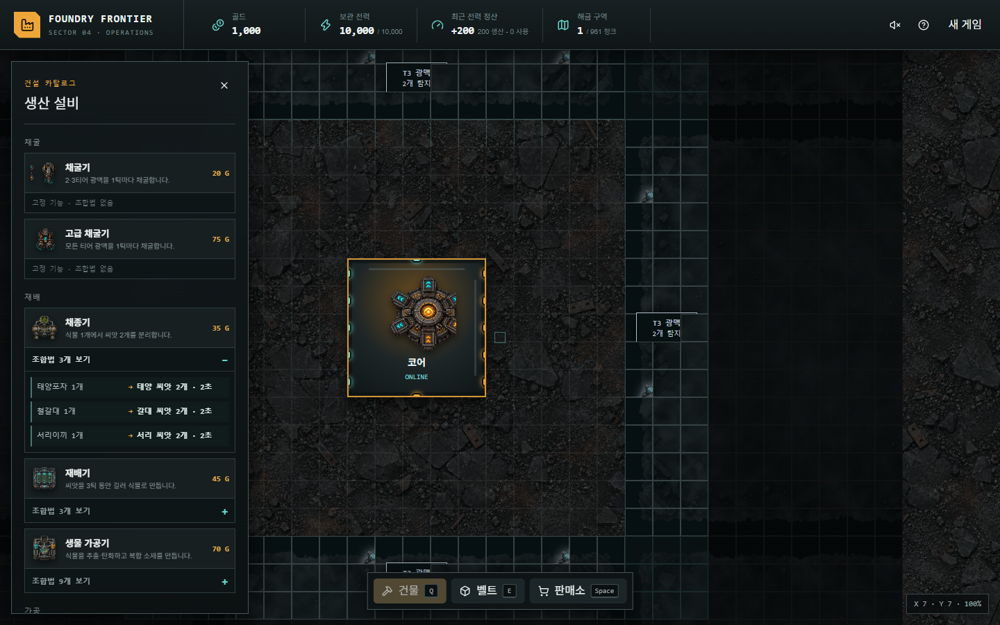 FOUNDRY FRONTIER
SECTOR 04 · OPERATIONS
골드
1,000
보관 전력
10,000 / 10,000
최근 전력 정산
+200 200 생산 - 0 사용
해금 구역
1 / 961 청크
새 게임
건설 카탈로그
생산 설비
채굴
채굴기
2·3티어 광맥을 1틱마다 채굴합니다.
20 G
고정 기능 · 조합법 없음
고급 채굴기
모든 티어 광맥을 1틱마다 채굴합니다.
75 G
고정 기능 · 조합법 없음
재배
채종기
식물 1개에서 씨앗 2개를 분리합니다.
35 G
조합법 3개 보기
태양포자 1개 → 태양 씨앗 2개 · 2초
철갈대 1개 → 갈대 씨앗 2개 · 2초
서리이끼 1개 → 서리 씨앗 2개 · 2초
재배기
씨앗을 3틱 동안 길러 식물로 만듭니다.
45 G
조합법 3개 보기
생물 가공기
식물을 추출·탄화하고 복합 소재를 만듭니다.
70 G
조합법 9개 보기
가공
T3 광맥
2개 탐지
코어
ONLINE
T3 광맥
2개 탐지
T3 광맥
건물 Q
벨트 E
판매소 Space
X 7 · Y 7 · 100%